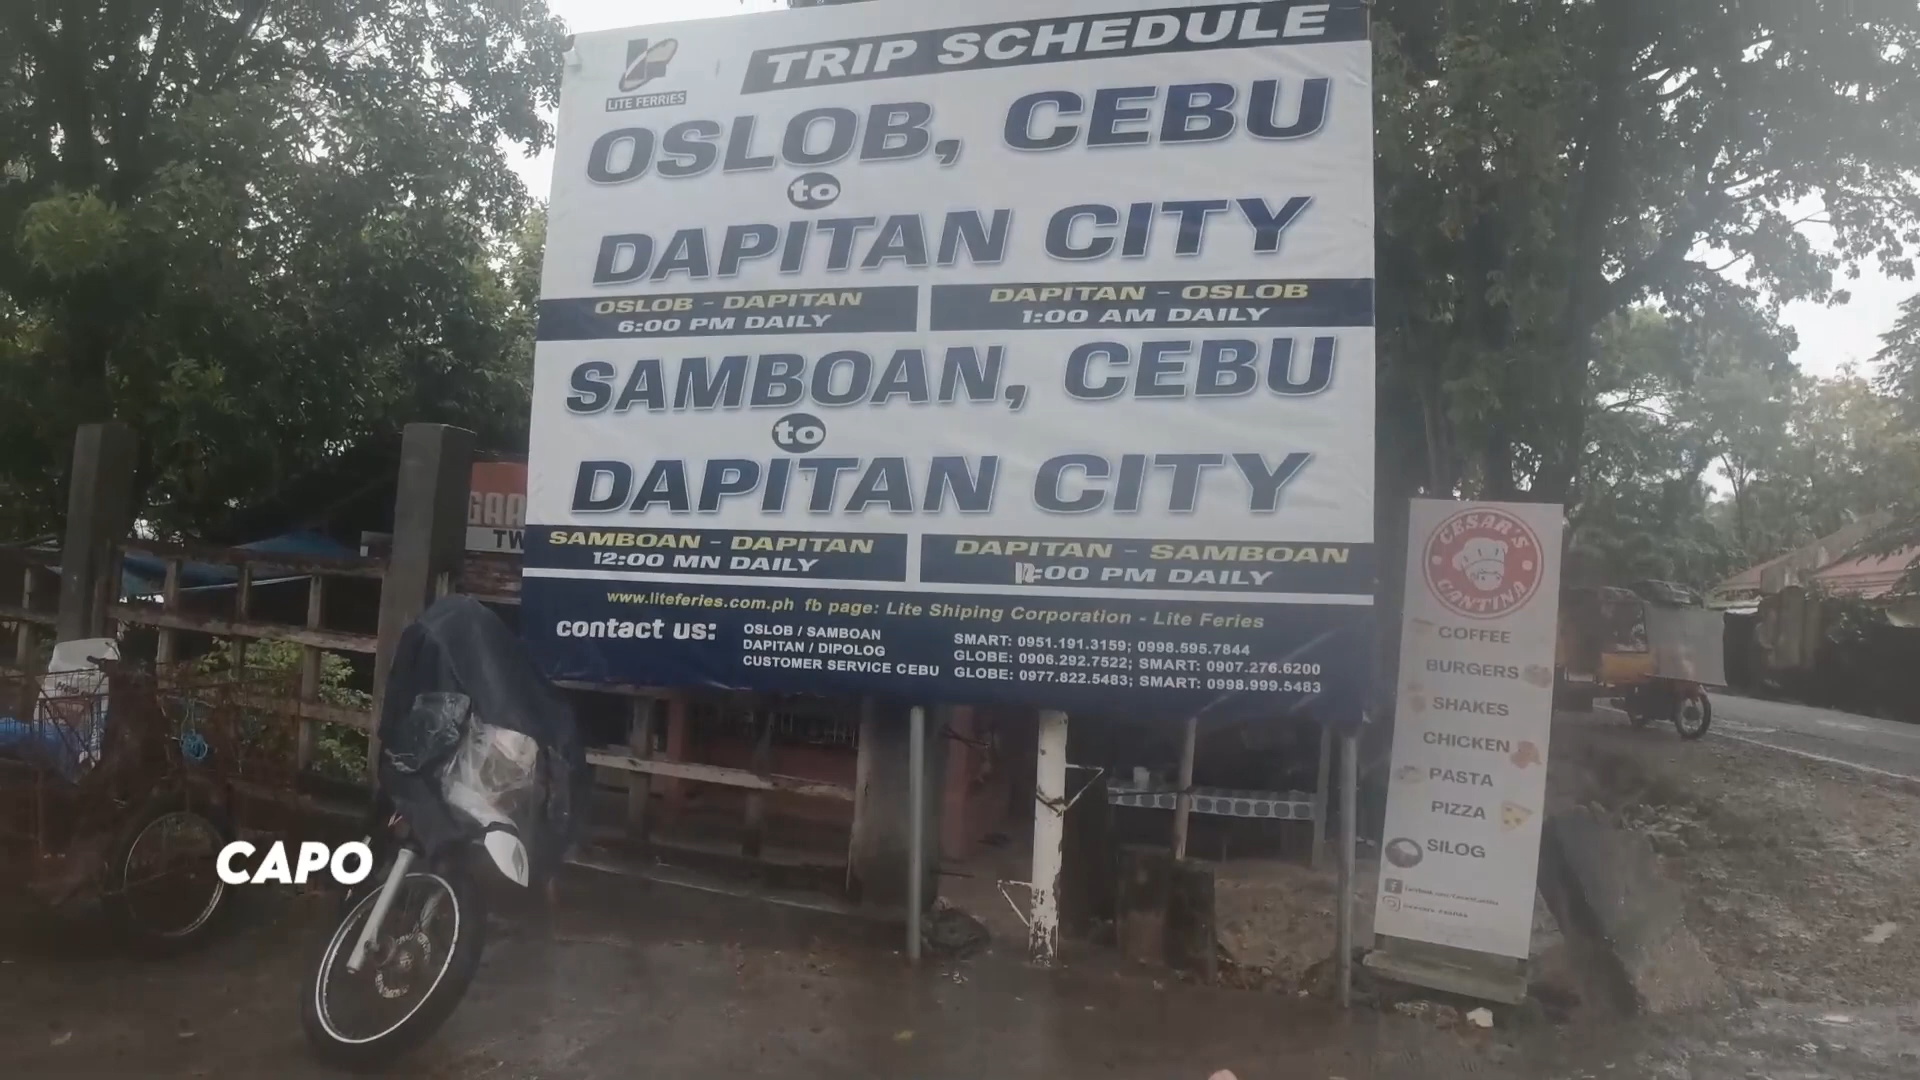 LITE FERRIES
TRIP SCHEDULE
OSLOB, CEBU
to
DAPITAN CITY
OSLOB - DAPITAN
6:00 PM DAILY
DAPITAN - OSLOB
1:00 AM DAILY
SAMBOAN, CEBU
to
DAPITAN CITY
SAMBOAN - DAPITAN
12:00 MN DAILY
DAPITAN - SAMBOAN
:00 PM DAILY
www.liteferies.com.ph fb page: Lite Shiping Corporation - Lite Feries
contact us:
OSLOB / SAMBOAN SMART: 0951.191.3159; 0998.595.7844
DAPITAN / DIPOLOG GLOBE: 0906.292.7522; SMART: 0907.276.6200
CUSTOMER SERVICE CEBU GLOBE: 0977.822.5483; SMART: 0998.999.5483
CESAR'S
CANTINA
COFFEE
BURGERS
SHAKES
CHICKEN
PASTA
PIZZA
SILOG
CAPO